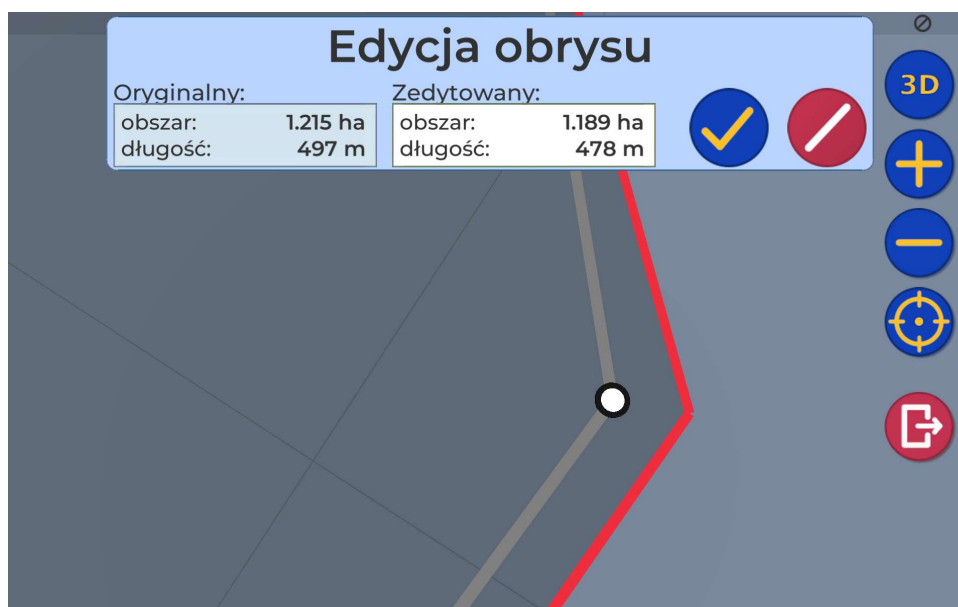 Edycja obrysu
Oryginalny: Zedytowany:
obszar: 1.215 ha obszar: 1.189 ha
długość: 497 m długość: 478 m
3D